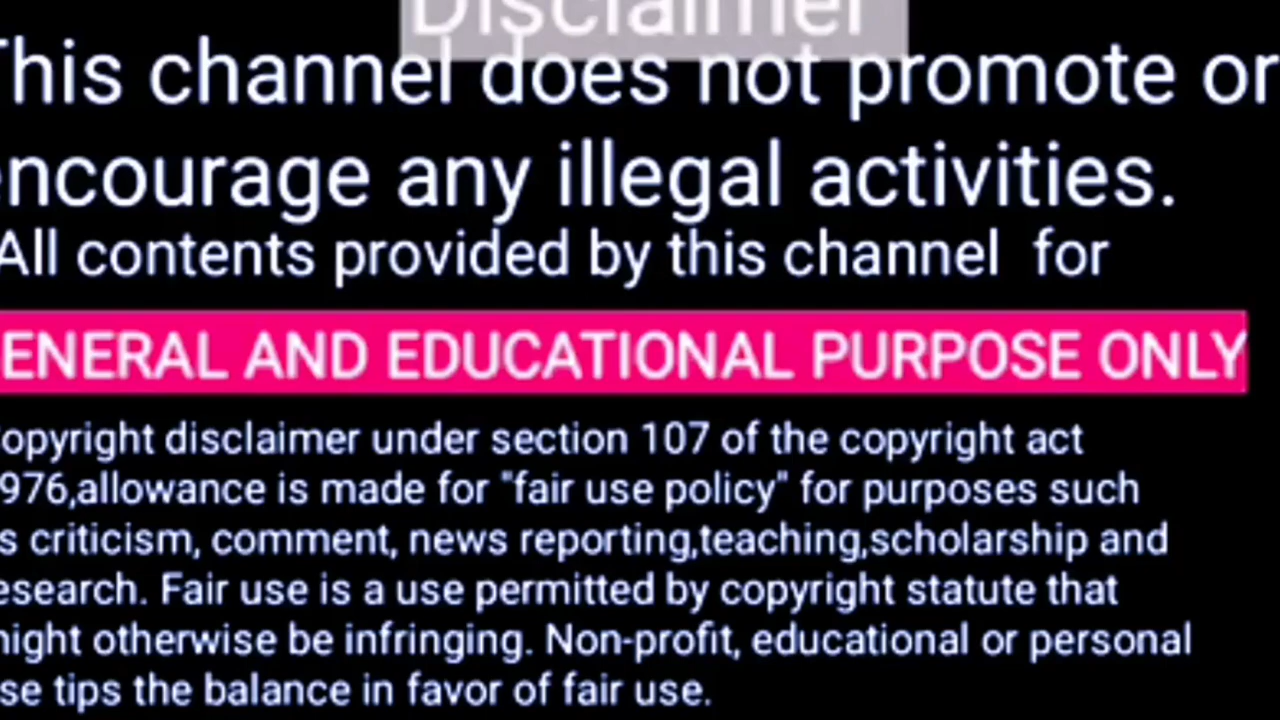 Disclaimer
This channel does not promote or
encourage any illegal activities.
All contents provided by this channel for
ENERAL AND EDUCATIONAL PURPOSE ONLY
opyright disclaimer under section 107 of the copyright act
976,allowance is made for "fair use policy" for purposes such
s criticism, comment, news reporting,teaching,scholarship and
esearch. Fair use is a use permitted by copyright statute that
might otherwise be infringing. Non-profit, educational or personal
se tips the balance in favor of fair use.